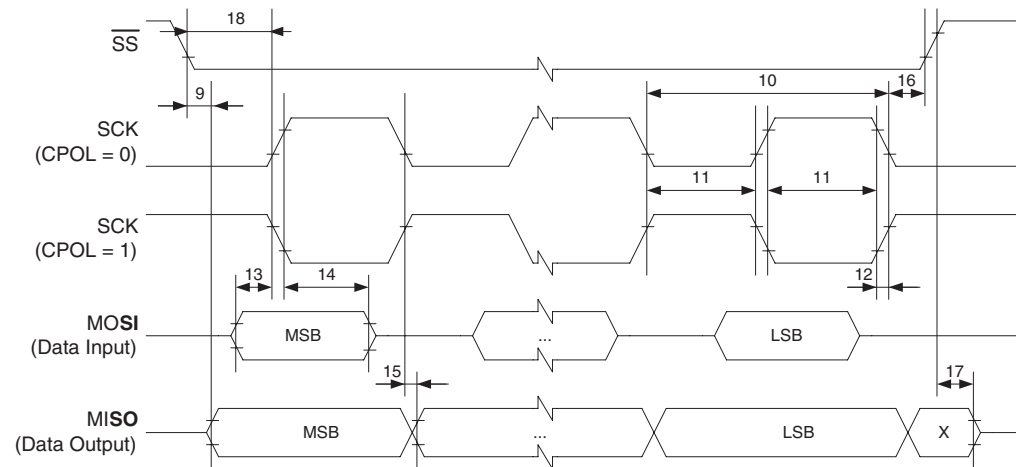 18
SS
10
9
16
SCK
(CPOL = 0)
11
11
SCK
(CPOL = 1)
13
14
12
MOSI
(Data Input)
MSB
...
LSB
15
17
MISO
(Data Output)
MSB
...
LSB
X